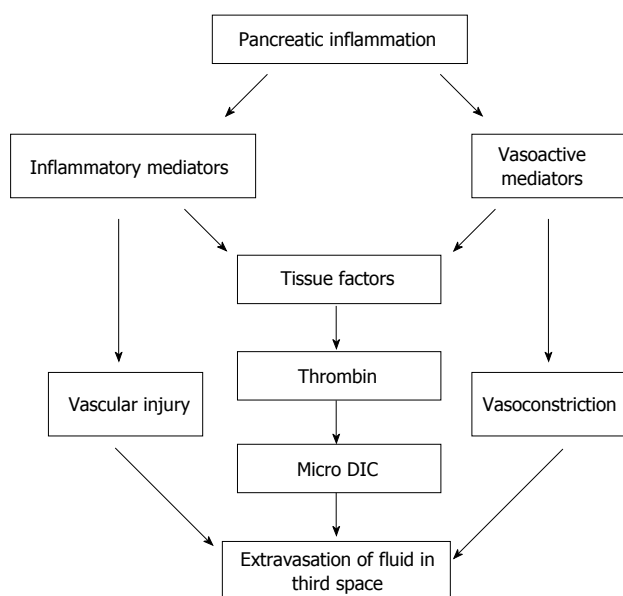 Pancreatic inflammation
Inflammatory mediators
Vasoactive
mediators
Tissue factors
Thrombin
Vascular injury
Vasoconstriction
Micro DIC
Extravasation of fluid in
third space